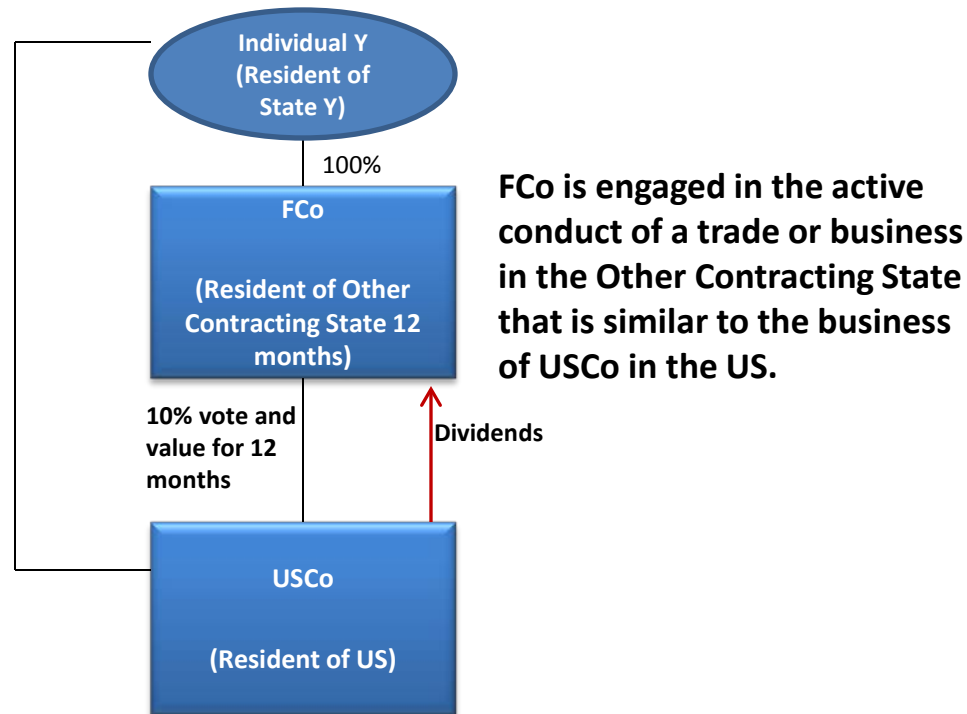 Individual Y
(Resident of
State Y)
100%
FCo
(Resident of Other
Contracting State 12
months)
FCo is engaged in the active
conduct of a trade or business
in the Other Contracting State
that is similar to the business
of USCo in the US.
10% vote and
value for 12
months
Dividends
USCo
(Resident of US)